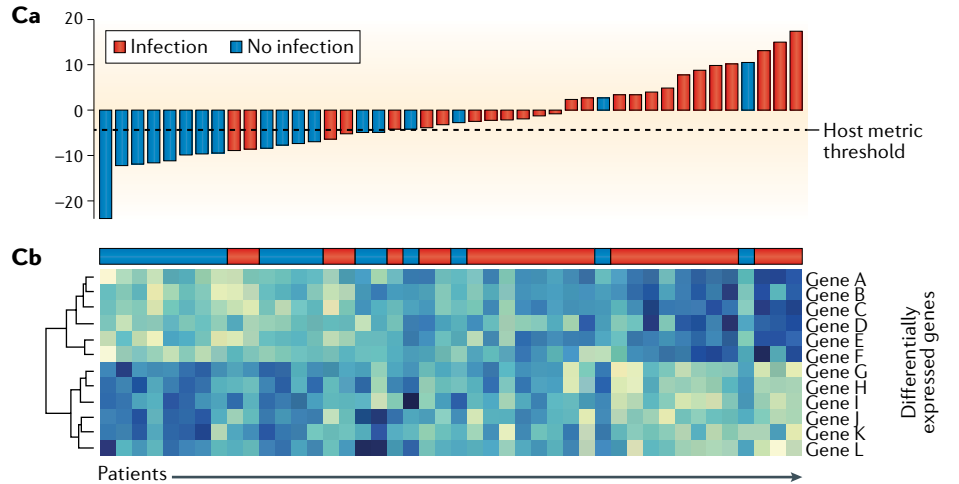 Ca
20
10
0
–10
–20
Infection
No infection
Host metric
threshold
Cb
Gene A
Gene B
Gene C
Gene D
Gene E
Gene F
Gene G
Gene H
Gene I
Gene J
Gene K
Gene L
Differentially
expressed genes
Patients